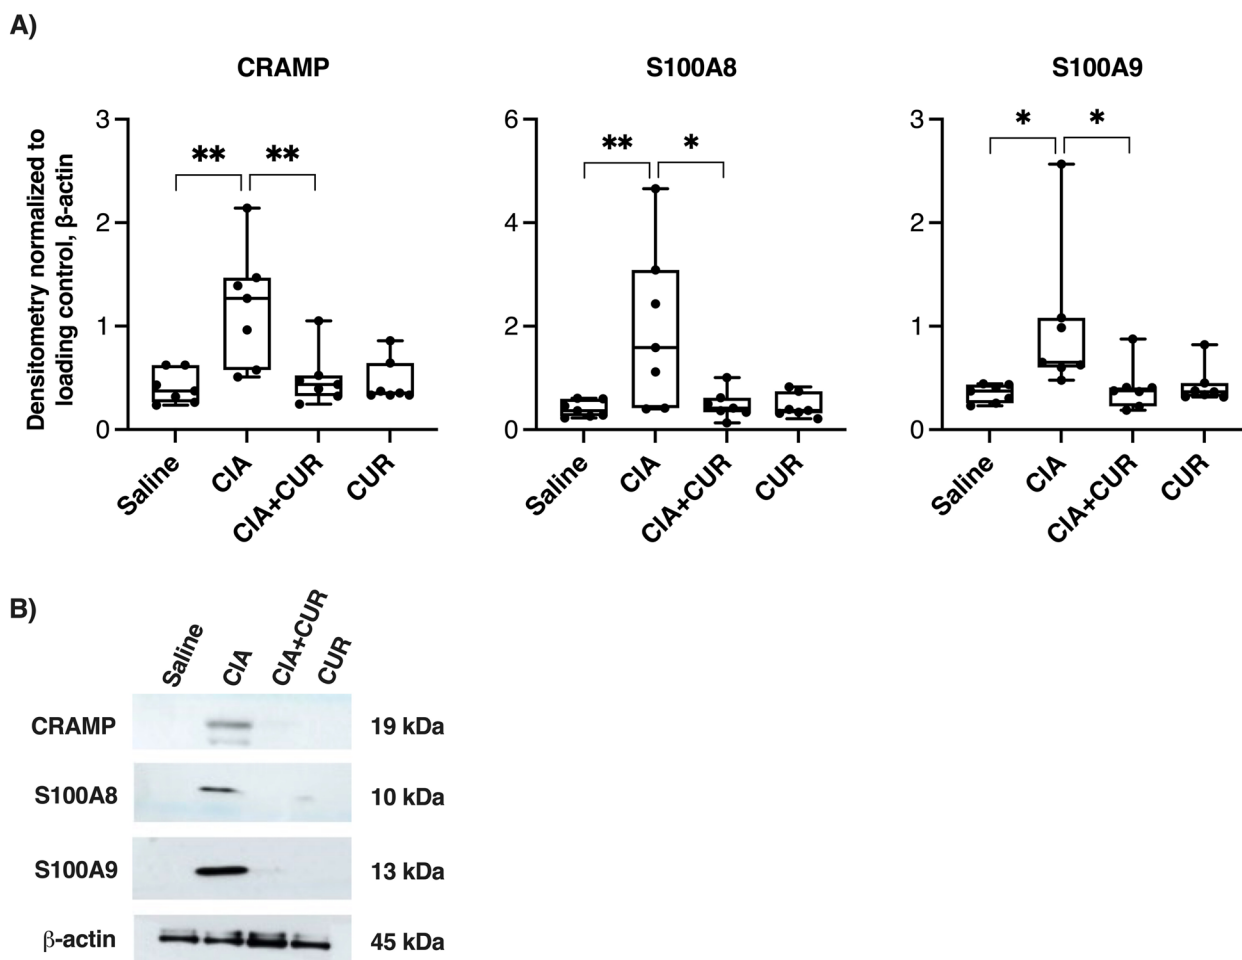 A)
CRAMP
S100A8
S100A9
Densitometry normalized to
loading control, β-actin
3
2
1
0
** **
Saline
CIA
CIA+CUR
CUR
6
4
2
0
** *
Saline
CIA
CIA+CUR
CUR
3
2
1
0
* *
Saline
CIA
CIA+CUR
CUR
B)
Saline
CIA
CIA+CUR
CUR
CRAMP 19 kDa
S100A8 10 kDa
S100A9 13 kDa
β-actin 45 kDa